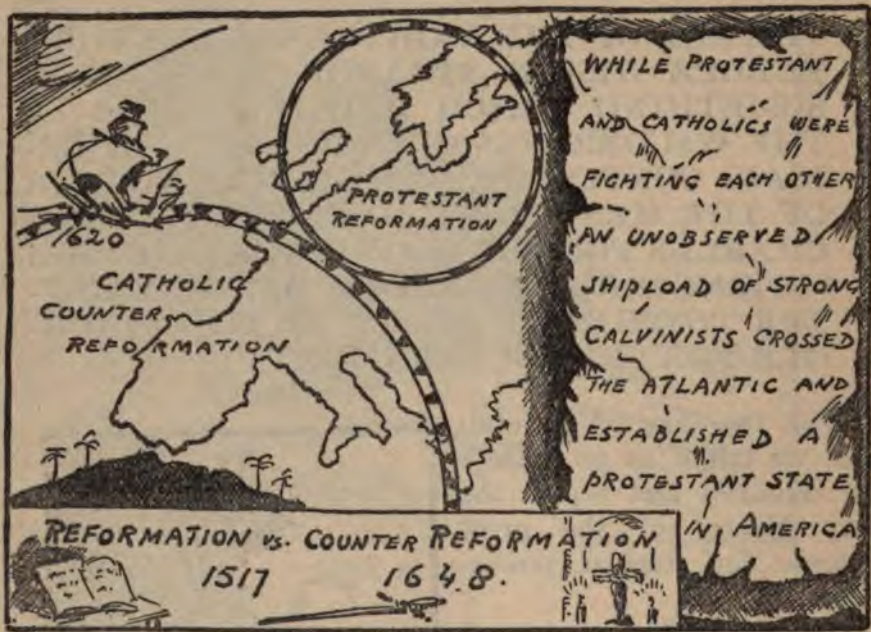 1620
CATHOLIC
COUNTER
REFORMATION
PROTESTANT
REFORMATION
WHILE PROTESTANT
AND CATHOLICS WERE
FIGHTING EACH OTHER
AN UNOBSERVED
SHIPLOAD OF STRONG
CALVINISTS CROSSED
THE ATLANTIC AND
ESTABLISHED A
PROTESTANT STATE
IN AMERICA
REFORMATION VS. COUNTER REFORMATION
1517 1648.